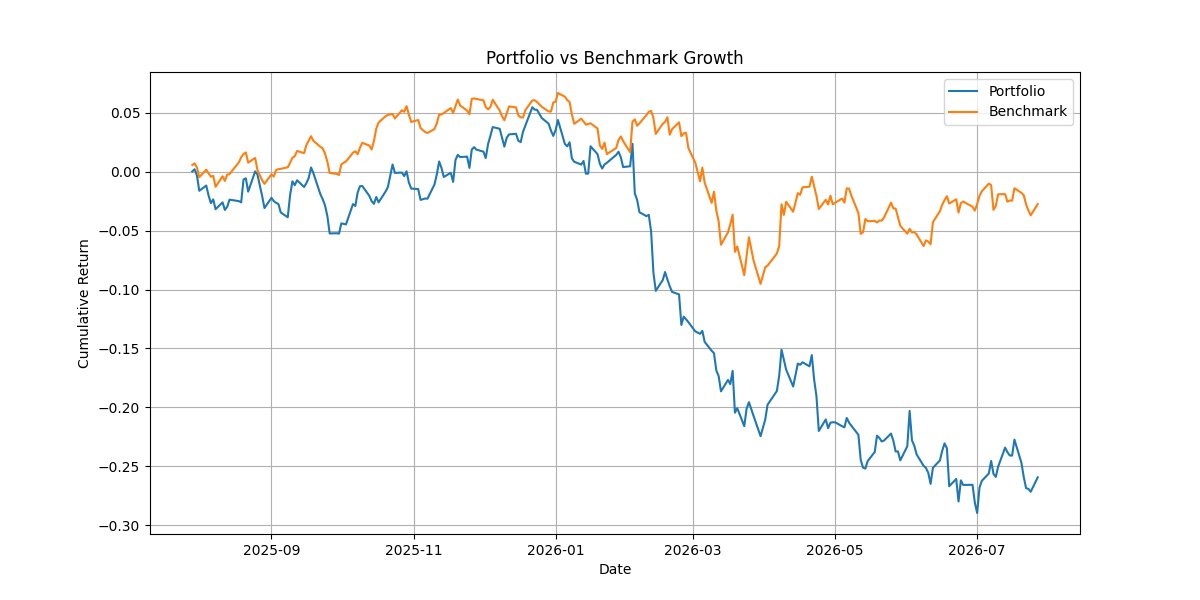 Portfolio vs Benchmark Growth
Portfolio
Benchmark
0.05
0.00
−0.05
−0.10
−0.15
−0.20
−0.25
−0.30
Cumulative Return
2025-09
2025-11
2026-01
2026-03
2026-05
2026-07
Date